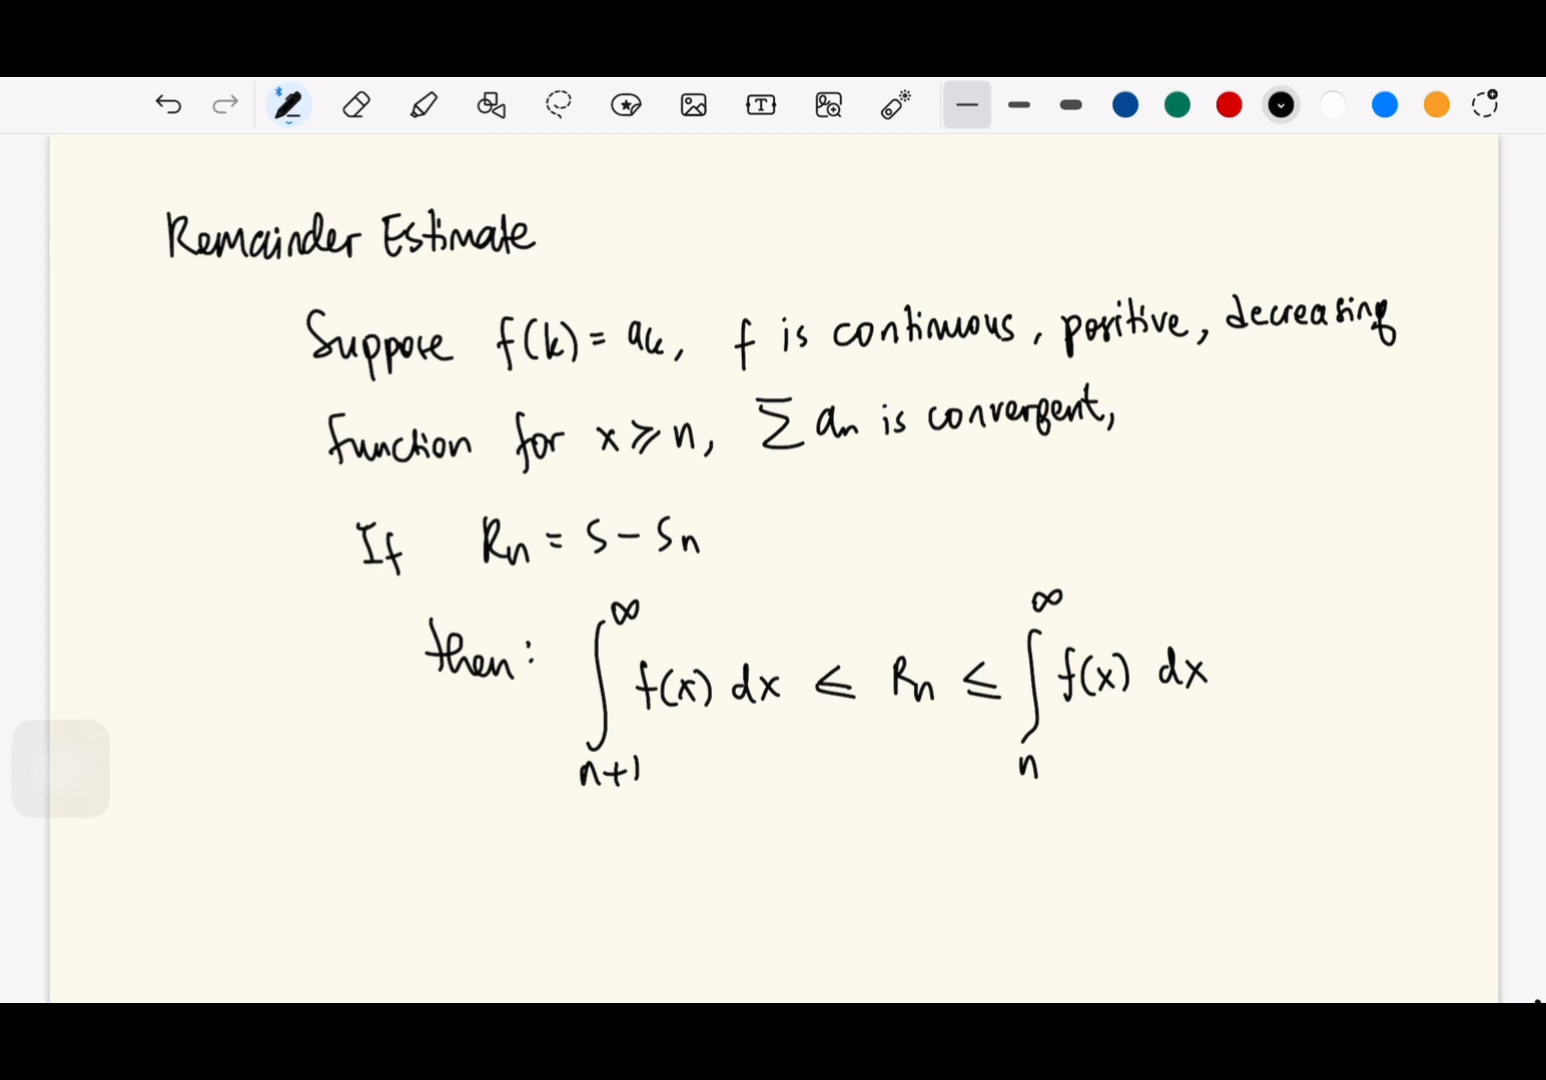 Remainder Estimate
Suppose f(k) = ak, f is continuous, positive, decreasing
function for x ⩾ n, ∑ an is convergent,
If Rn = s - sn
then: ∫_{n+1}^{∞} f(x) dx ≤ Rn ≤ ∫_{n}^{∞} f(x) dx